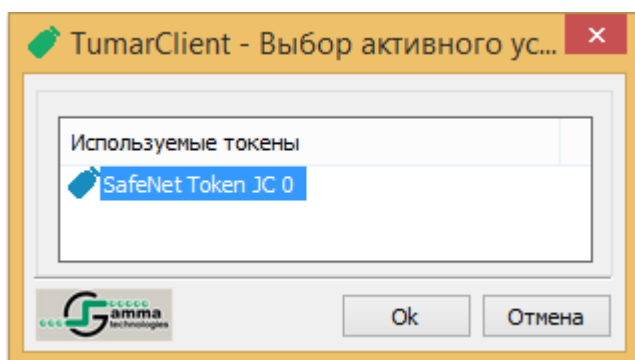 TumarClient - Выбор активного ус...
Используемые токены
SafeNet Token JC 0
Gamma
technologies
Ok
Отмена